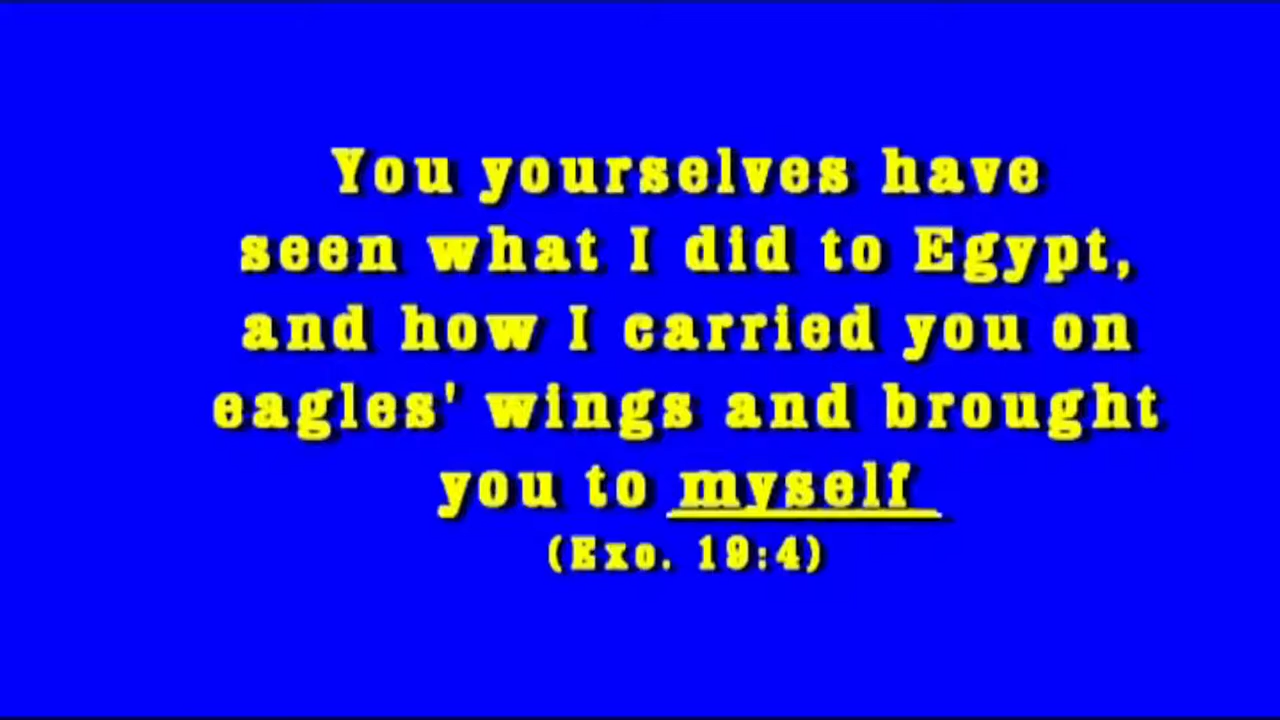 You yourselves have
seen what I did to Egypt,
and how I carried you on
eagles' wings and brought
you to myself
(Exo. 19:4)